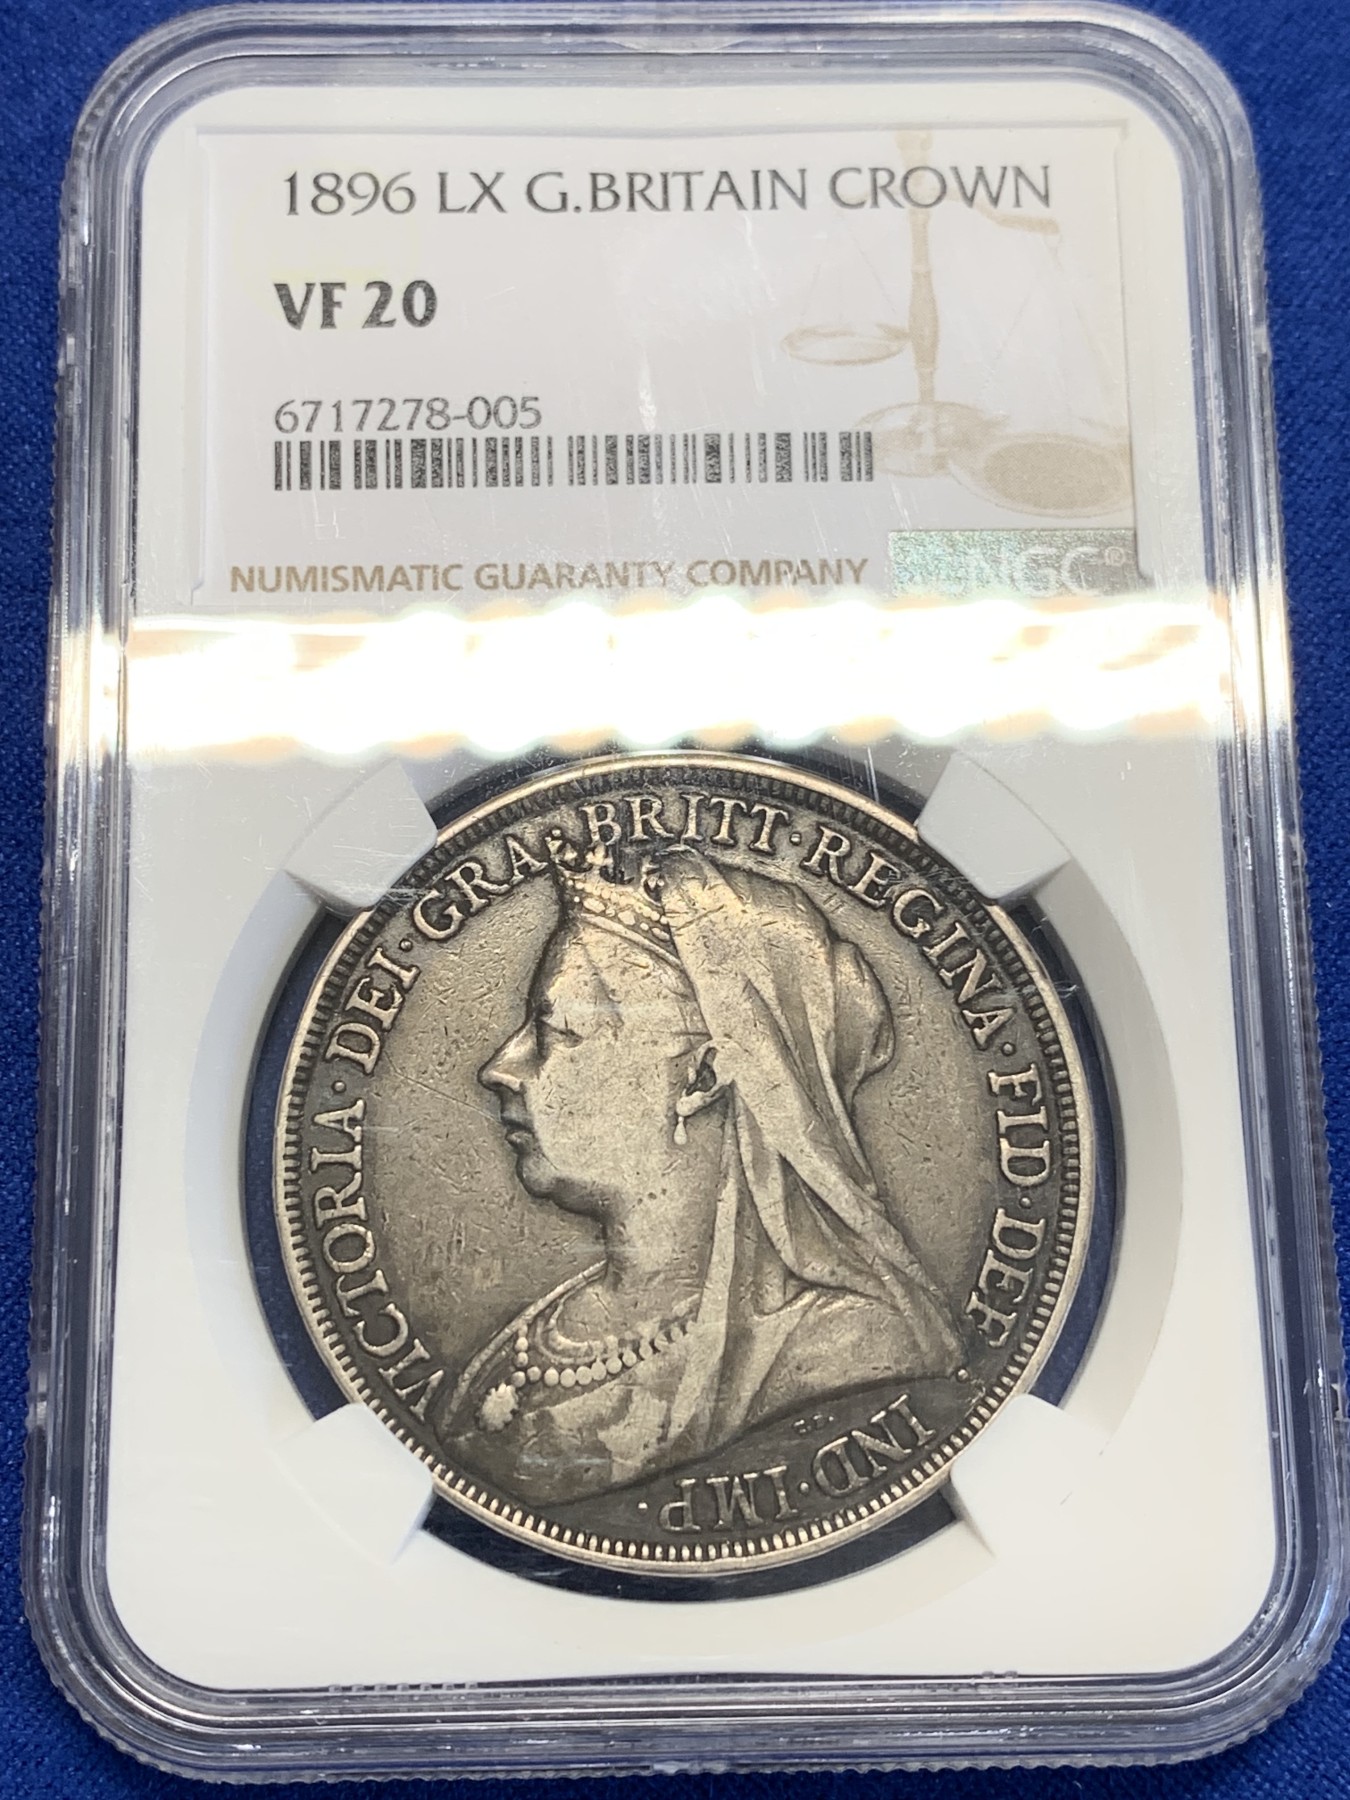 1896 LX G.BRITAIN CROWN
VF 20
6717278-005
NUMISMATIC GUARANTY COMPANY
NGC®
VICTORIA·DEI·GRA·BRITT·REGINA·FID·DEF·
IND·IMP.